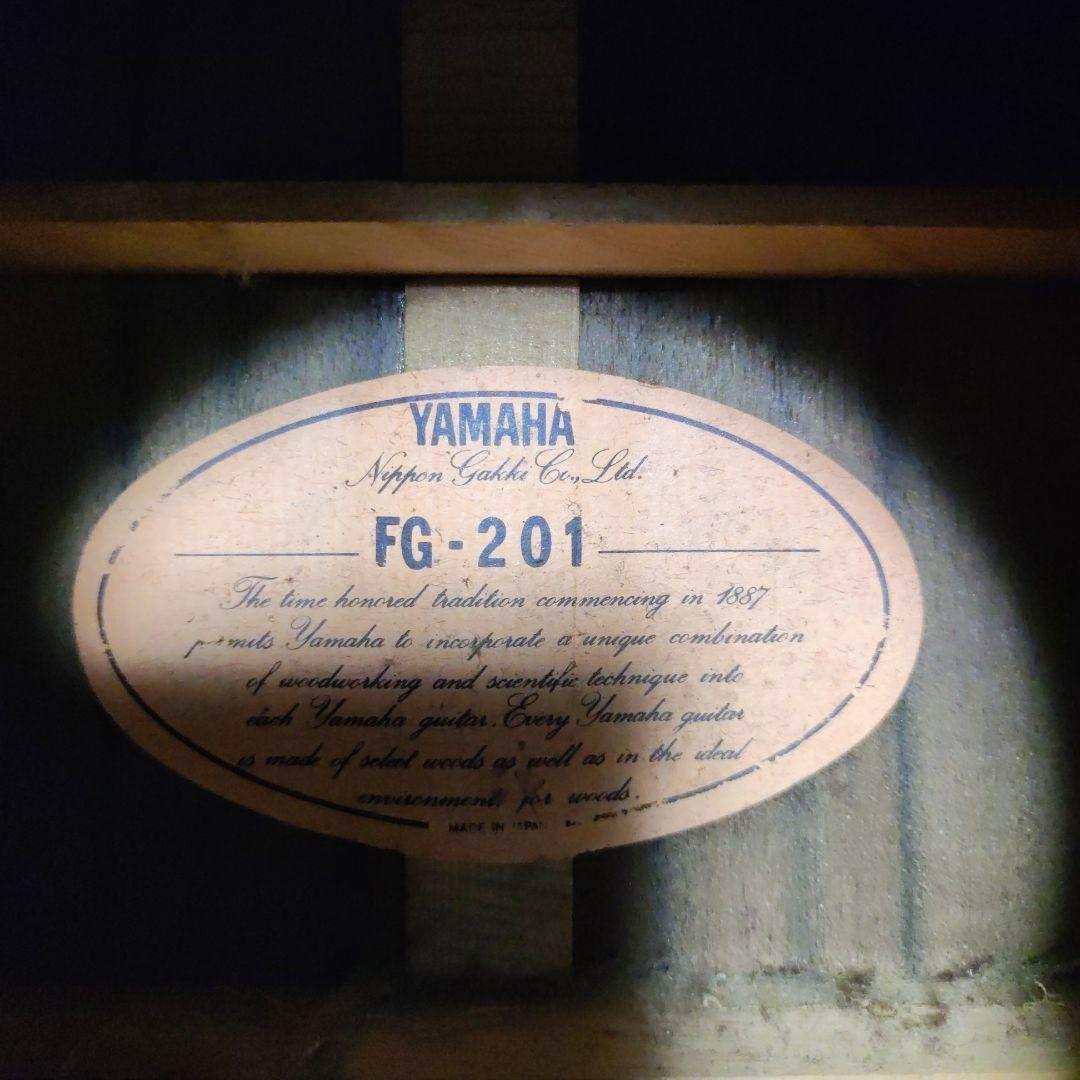 YAMAHA
Nippon Gakki Co., Ltd.
FG-201
The time honored tradition commencing in 1887
permits Yamaha to incorporate a unique combination
of woodworking and scientific technique into
each Yamaha guitar. Every Yamaha guitar
is made of select woods as well as in the ideal
environment for woods.
MADE IN JAPAN